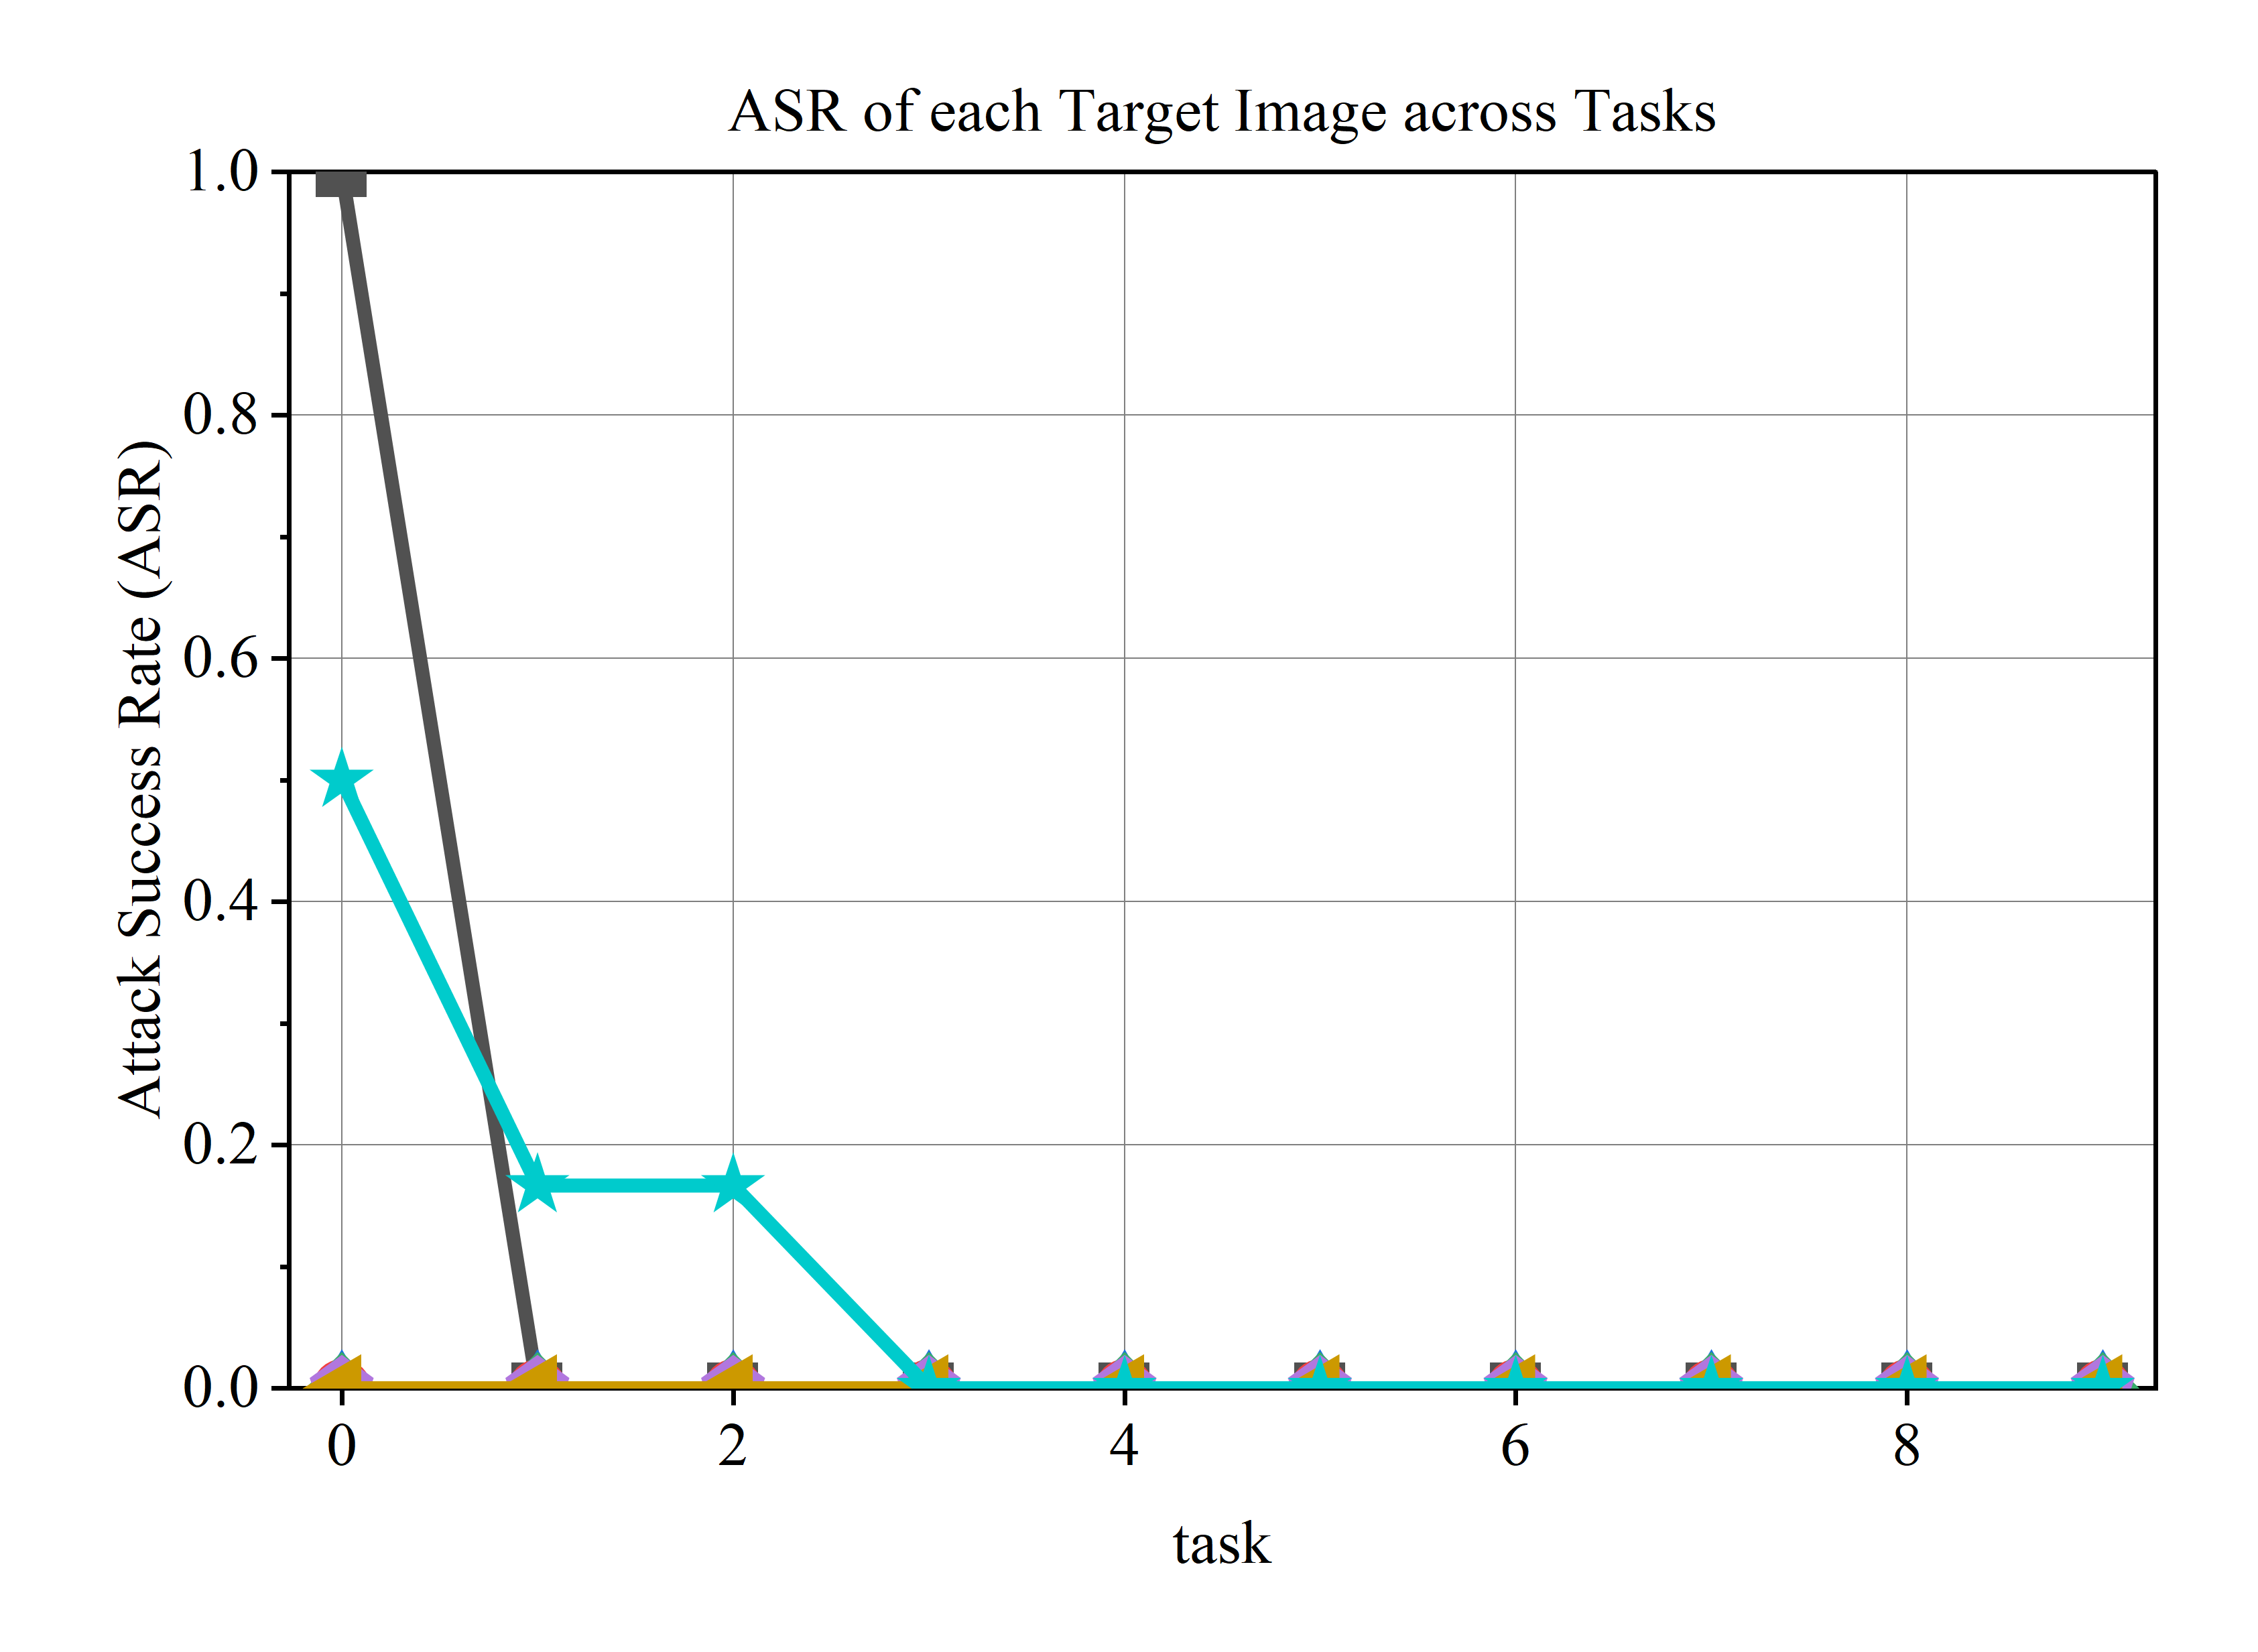 ASR of each Target Image across Tasks
1.0
0.8
0.6
0.4
0.2
0.0
Attack Success Rate (ASR)
0 2 4 6 8
task